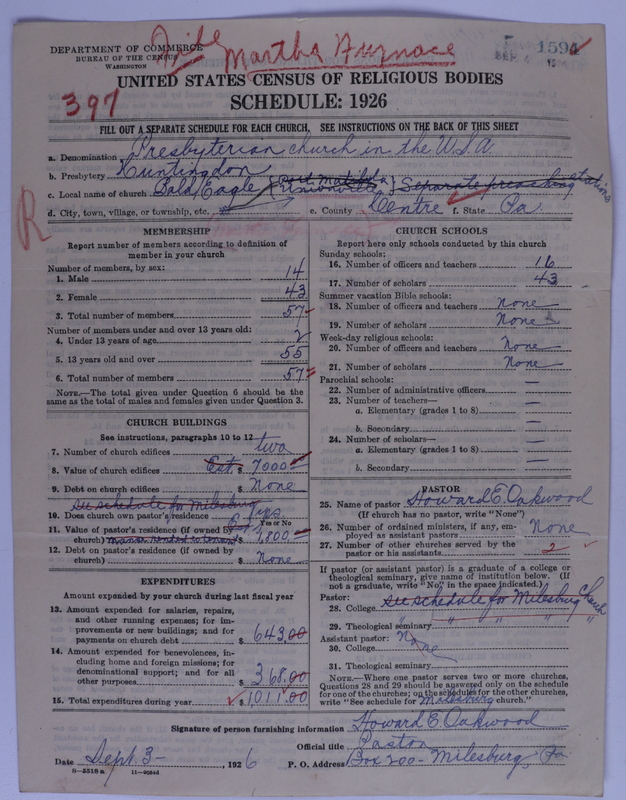 DEPARTMENT OF COMMERCE
BUREAU OF THE CENSUS
WASHINGTON
Martha Furnace
1594
397
UNITED STATES CENSUS OF RELIGIOUS BODIES
SCHEDULE: 1926
FILL OUT A SEPARATE SCHEDULE FOR EACH CHURCH. SEE INSTRUCTIONS ON THE BACK OF THIS SHEET
a. Denomination Presbyterian Church in the U.S.A
b. Presbytery Huntingdon
c. Local name of church Bald Eagle { Port Matilda Unionville } Separate preaching stations
d. City, town, village, or township, etc. e. County Centre f. State Pa
R
MEMBERSHIP
Report number of members according to definition of
member in your church
Number of members, by sex:
1. Male 14
2. Female 43
3. Total number of members 57
Number of members under and over 13 years old:
4. Under 13 years of age 2
5. 13 years old and over 55
6. Total number of members 57
NOTE.—The total given under Question 6 should be
the same as the total of males and females given under Question 3.
CHURCH BUILDINGS
See instructions, paragraphs 10 to 12
7. Number of church edifices two
8. Value of church edifices Est. $ 7000
9. Debt on church edifices $ None
See schedule for Milesburg
10. Does church own pastor's residence Yes
Yes or No
11. Value of pastor's residence (if owned by
church) $ 1,800
12. Debt on pastor's residence (if owned by
church) $ None
EXPENDITURES
Amount expended by your church during last fiscal year
13. Amount expended for salaries, repairs,
and other running expenses; for im-
provements or new buildings; and for
payments on church debt $ 643.00
14. Amount expended for benevolences, in-
cluding home and foreign missions; for
denominational support; and for all
other purposes $ 368.00
15. Total expenditures during year $ 1011.00
CHURCH SCHOOLS
Report here only schools conducted by this church
Sunday schools:
16. Number of officers and teachers 16
17. Number of scholars 43
Summer vacation Bible schools:
18. Number of officers and teachers None
19. Number of scholars None
Week-day religious schools:
20. Number of officers and teachers None
21. Number of scholars None
Parochial schools:
22. Number of administrative officers —
23. Number of teachers—
a. Elementary (grades 1 to 8) —
b. Secondary —
24. Number of scholars—
a. Elementary (grades 1 to 8) —
b. Secondary —
PASTOR
25. Name of pastor Howard E. Oakwood
(If church has no pastor, write "None")
26. Number of ordained ministers, if any, em-
ployed as assistant pastors None
27. Number of other churches served by the
pastor or his assistants 2
If pastor (or assistant pastor) is a graduate of a college or
theological seminary, give name of institution below. (If
not a graduate, write "No" in the space indicated.)
Pastor:
28. College See schedule for Milesburg Church
29. Theological seminary " " " "
Assistant pastor: None
30. College
31. Theological seminary
NOTE.—Where one pastor serves two or more churches,
Questions 28 and 29 should be answered only on the schedule
for one of the churches; on the schedules for the other churches,
write "See schedule for Milesburg church."
Signature of person furnishing information Howard E. Oakwood
Official title Pastor
Date Sept. 3 -, 1926 P. O. Address Box 200 - Milesburg, Pa
8—5518 a 11—9064d